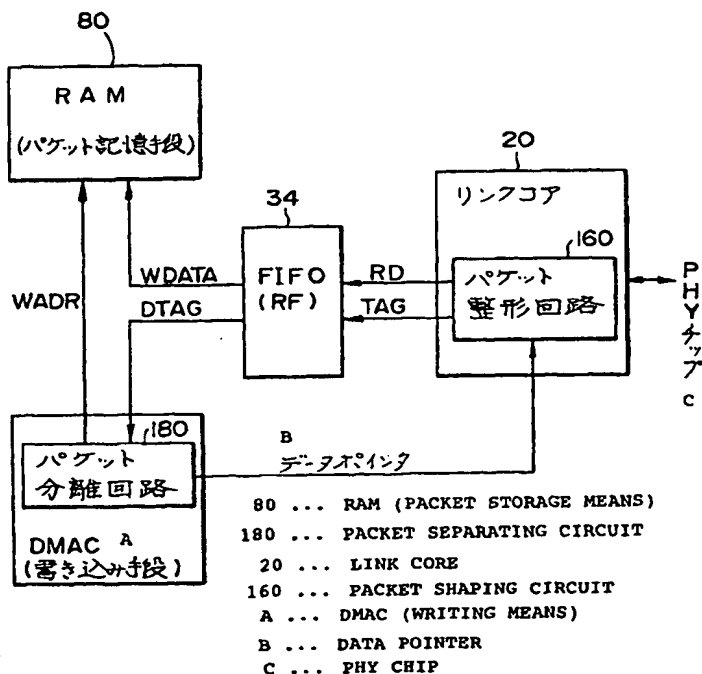 80
RAM
(パケット記憶手段)
20
リンクコア
34
FIFO
(RF)
160
パケット
整形回路
RD
TAG
WDATA
DTAG
WADR
PHYチップ
C
180
パケット
分離回路
DMAC A
(書き込み手段)
B
データポインタ
80 ... RAM (PACKET STORAGE MEANS)
180 ... PACKET SEPARATING CIRCUIT
20 ... LINK CORE
160 ... PACKET SHAPING CIRCUIT
A ... DMAC (WRITING MEANS)
B ... DATA POINTER
C ... PHY CHIP